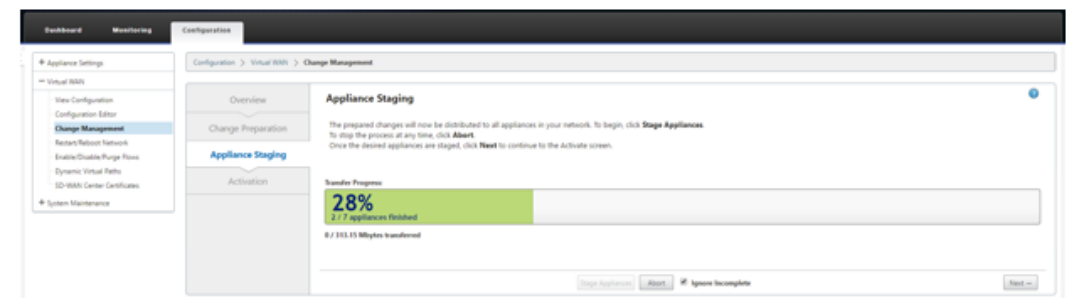 Dashboard Monitoring Configuration
+ Appliance Settings
Configuration > Virtual WAN > Change Management
− Virtual WAN
View Configuration
Configuration Editor
Change Management
Restart/Reboot Network
Enable/Disable/Purge Flows
Dynamic Virtual Paths
SD-WAN Center Certificates
+ System Maintenance
Overview
Change Preparation
Appliance Staging
Activation
Appliance Staging
The prepared changes will now be distributed to all appliances in your network. To begin, click Stage Appliances.
To stop the process at any time, click Abort.
Once the desired appliances are staged, click Next to continue to the Activate screen.
Transfer Progress
28%
2 / 7 appliances finished
0 / 313.15 Mbytes transferred
Stage Appliances Abort Ignore Incomplete Next